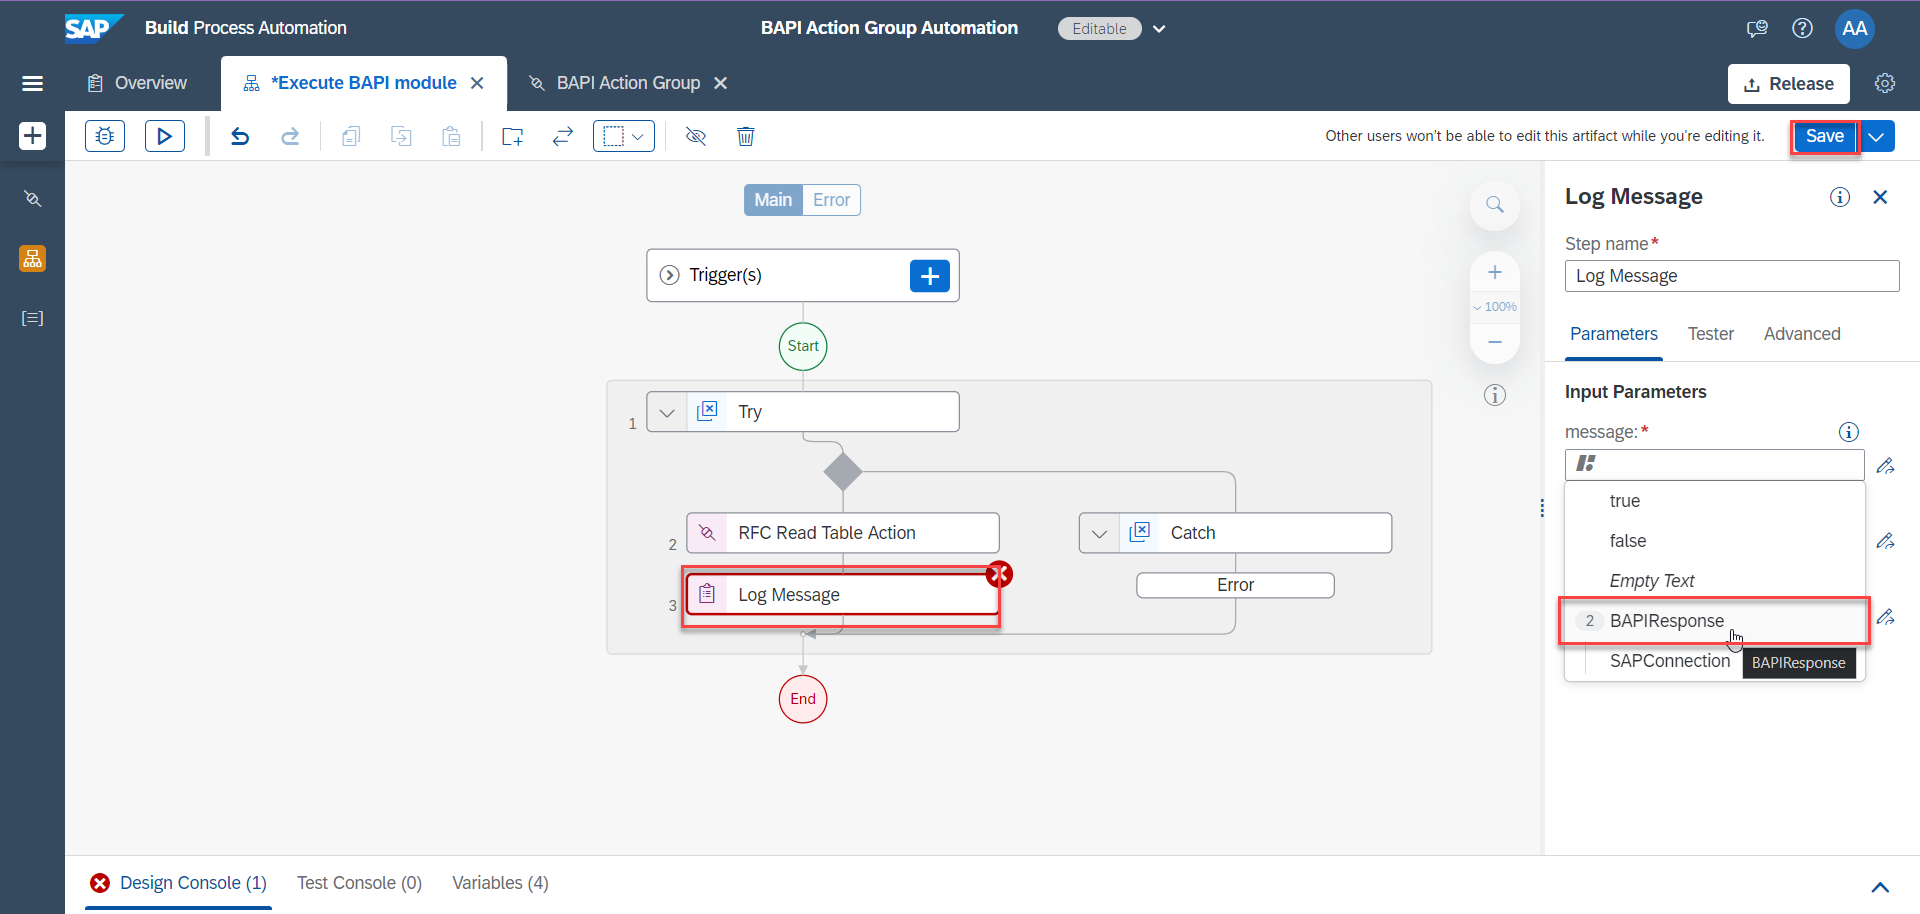 SAP Build Process Automation
BAPI Action Group Automation Editable
AA
Overview
*Execute BAPI module
BAPI Action Group
Release
Other users won't be able to edit this artifact while you're editing it.
Save
Main Error
Trigger(s)
Start
1 Try
2 RFC Read Table Action
Catch
3 Log Message
Error
End
100%
Log Message
Step name*
Log Message
Parameters Tester Advanced
Input Parameters
message:*
true
false
Empty Text
2 BAPIResponse
SAPConnection
BAPIResponse
Design Console (1) Test Console (0) Variables (4)